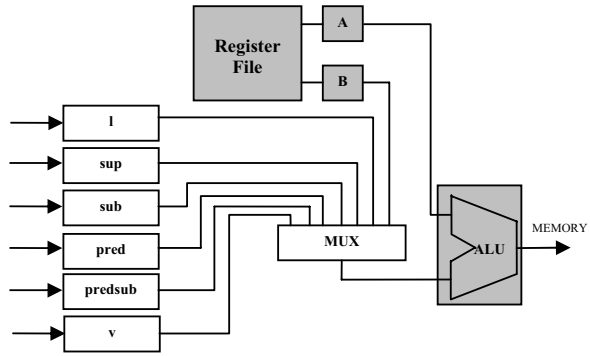 Register
File
A
B
l
sup
sub
pred
predsub
v
MUX
ALU
MEMORY